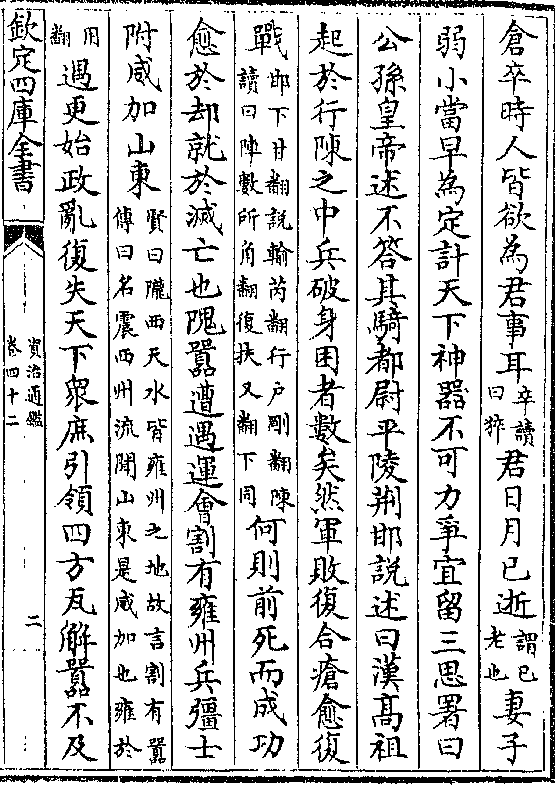 倉卒時人皆欲為君事耳卒讀曰猝君日月已逝謂已老也妻子
弱小當早為定計天下神器不可力爭宜留三思署曰
公孫皇帝述不答其騎都尉平陵荆邯説述曰漢髙祖
起於行陳之中兵破身困者數矣然軍敗復合瘡愈復
戰邯下甘翻説輸芮翻行户剛翻陳讀曰陣數所角翻復扶又翻下同何則前死而成功
愈於却就於滅亡也隗囂遭遇運會割有雍州兵彊士
附威加山東賢曰隴西天水皆雍州之地故言割有囂傳曰名震西州流聞山東是威加也雍於
用翻遇更始政亂復失天下衆庶引領四方瓦解囂不及
欽定四庫全書
資治通鑑
卷四十二
二